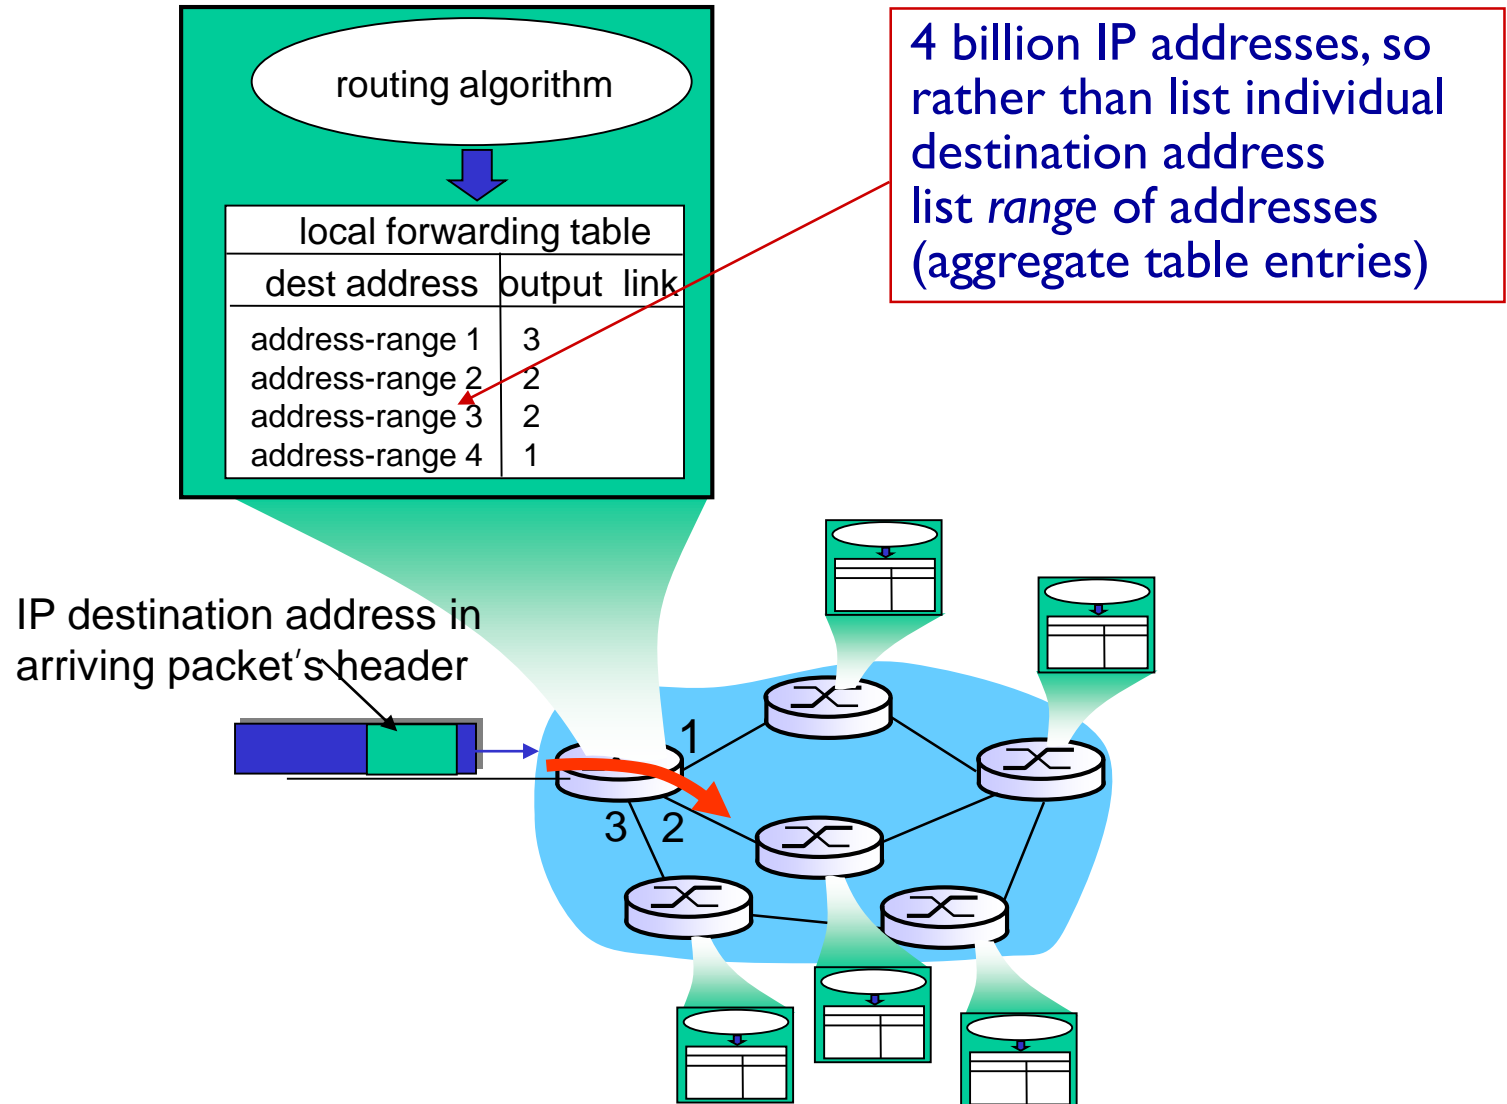 routing algorithm
local forwarding table
dest address output link
address-range 1 3
address-range 2 2
address-range 3 2
address-range 4 1
4 billion IP addresses, so
rather than list individual
destination address
list range of addresses
(aggregate table entries)
IP destination address in
arriving packet′s header
1
3 2